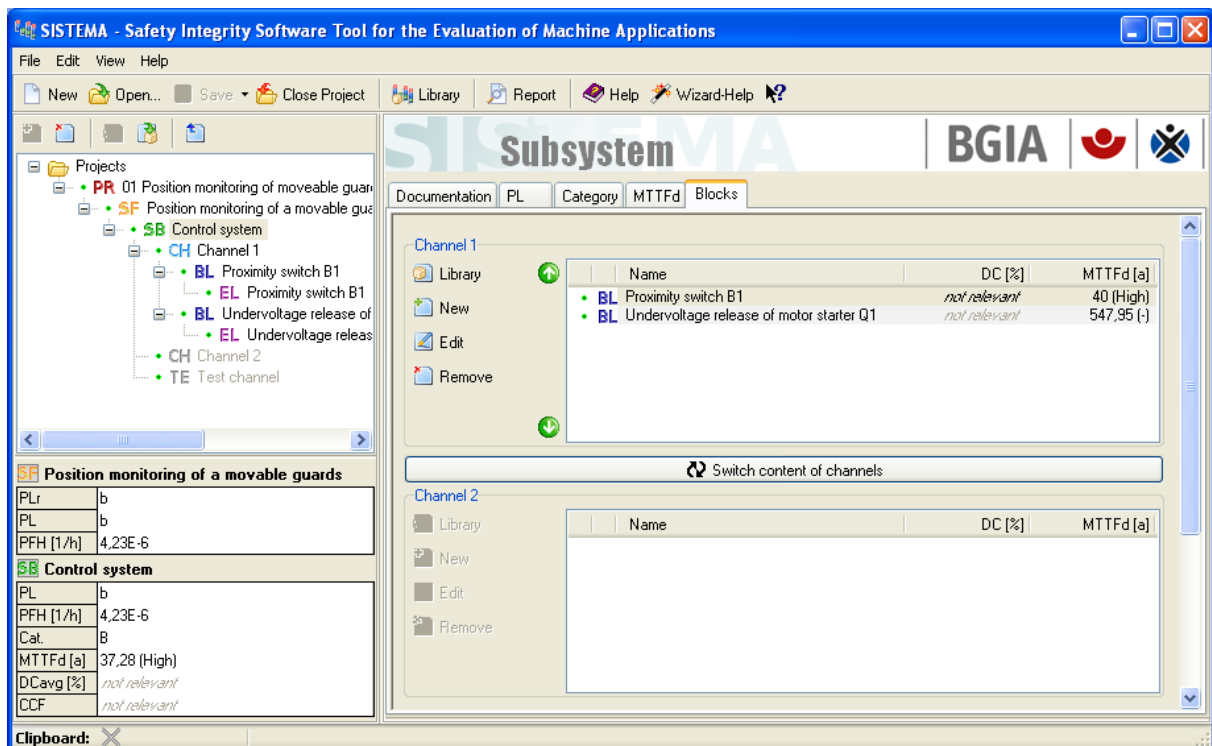 SISTEMA - Safety Integrity Software Tool for the Evaluation of Machine Applications
File Edit View Help
New Open... Save Close Project Library Report Help Wizard-Help
Projects
PR 01 Position monitoring of moveable guar
SF Position monitoring of a movable gua
SB Control system
CH Channel 1
BL Proximity switch B1
EL Proximity switch B1
BL Undervoltage release of
EL Undervoltage releas
CH Channel 2
TE Test channel
SF Position monitoring of a movable guards
PLr b
PL b
PFH [1/h] 4,23E-6
SB Control system
PL b
PFH [1/h] 4,23E-6
Cat. B
MTTFd [a] 37,28 (High)
DCavg [%] not relevant
CCF not relevant
Clipboard:
SISTEMA
Subsystem
BGIA
Documentation PL Category MTTFd Blocks
Channel 1
Library
New
Edit
Remove
Name DC [%] MTTFd [a]
BL Proximity switch B1 not relevant 40 (High)
BL Undervoltage release of motor starter Q1 not relevant 547,95 (-)
Switch content of channels
Channel 2
Library
New
Edit
Remove
Name DC [%] MTTFd [a]